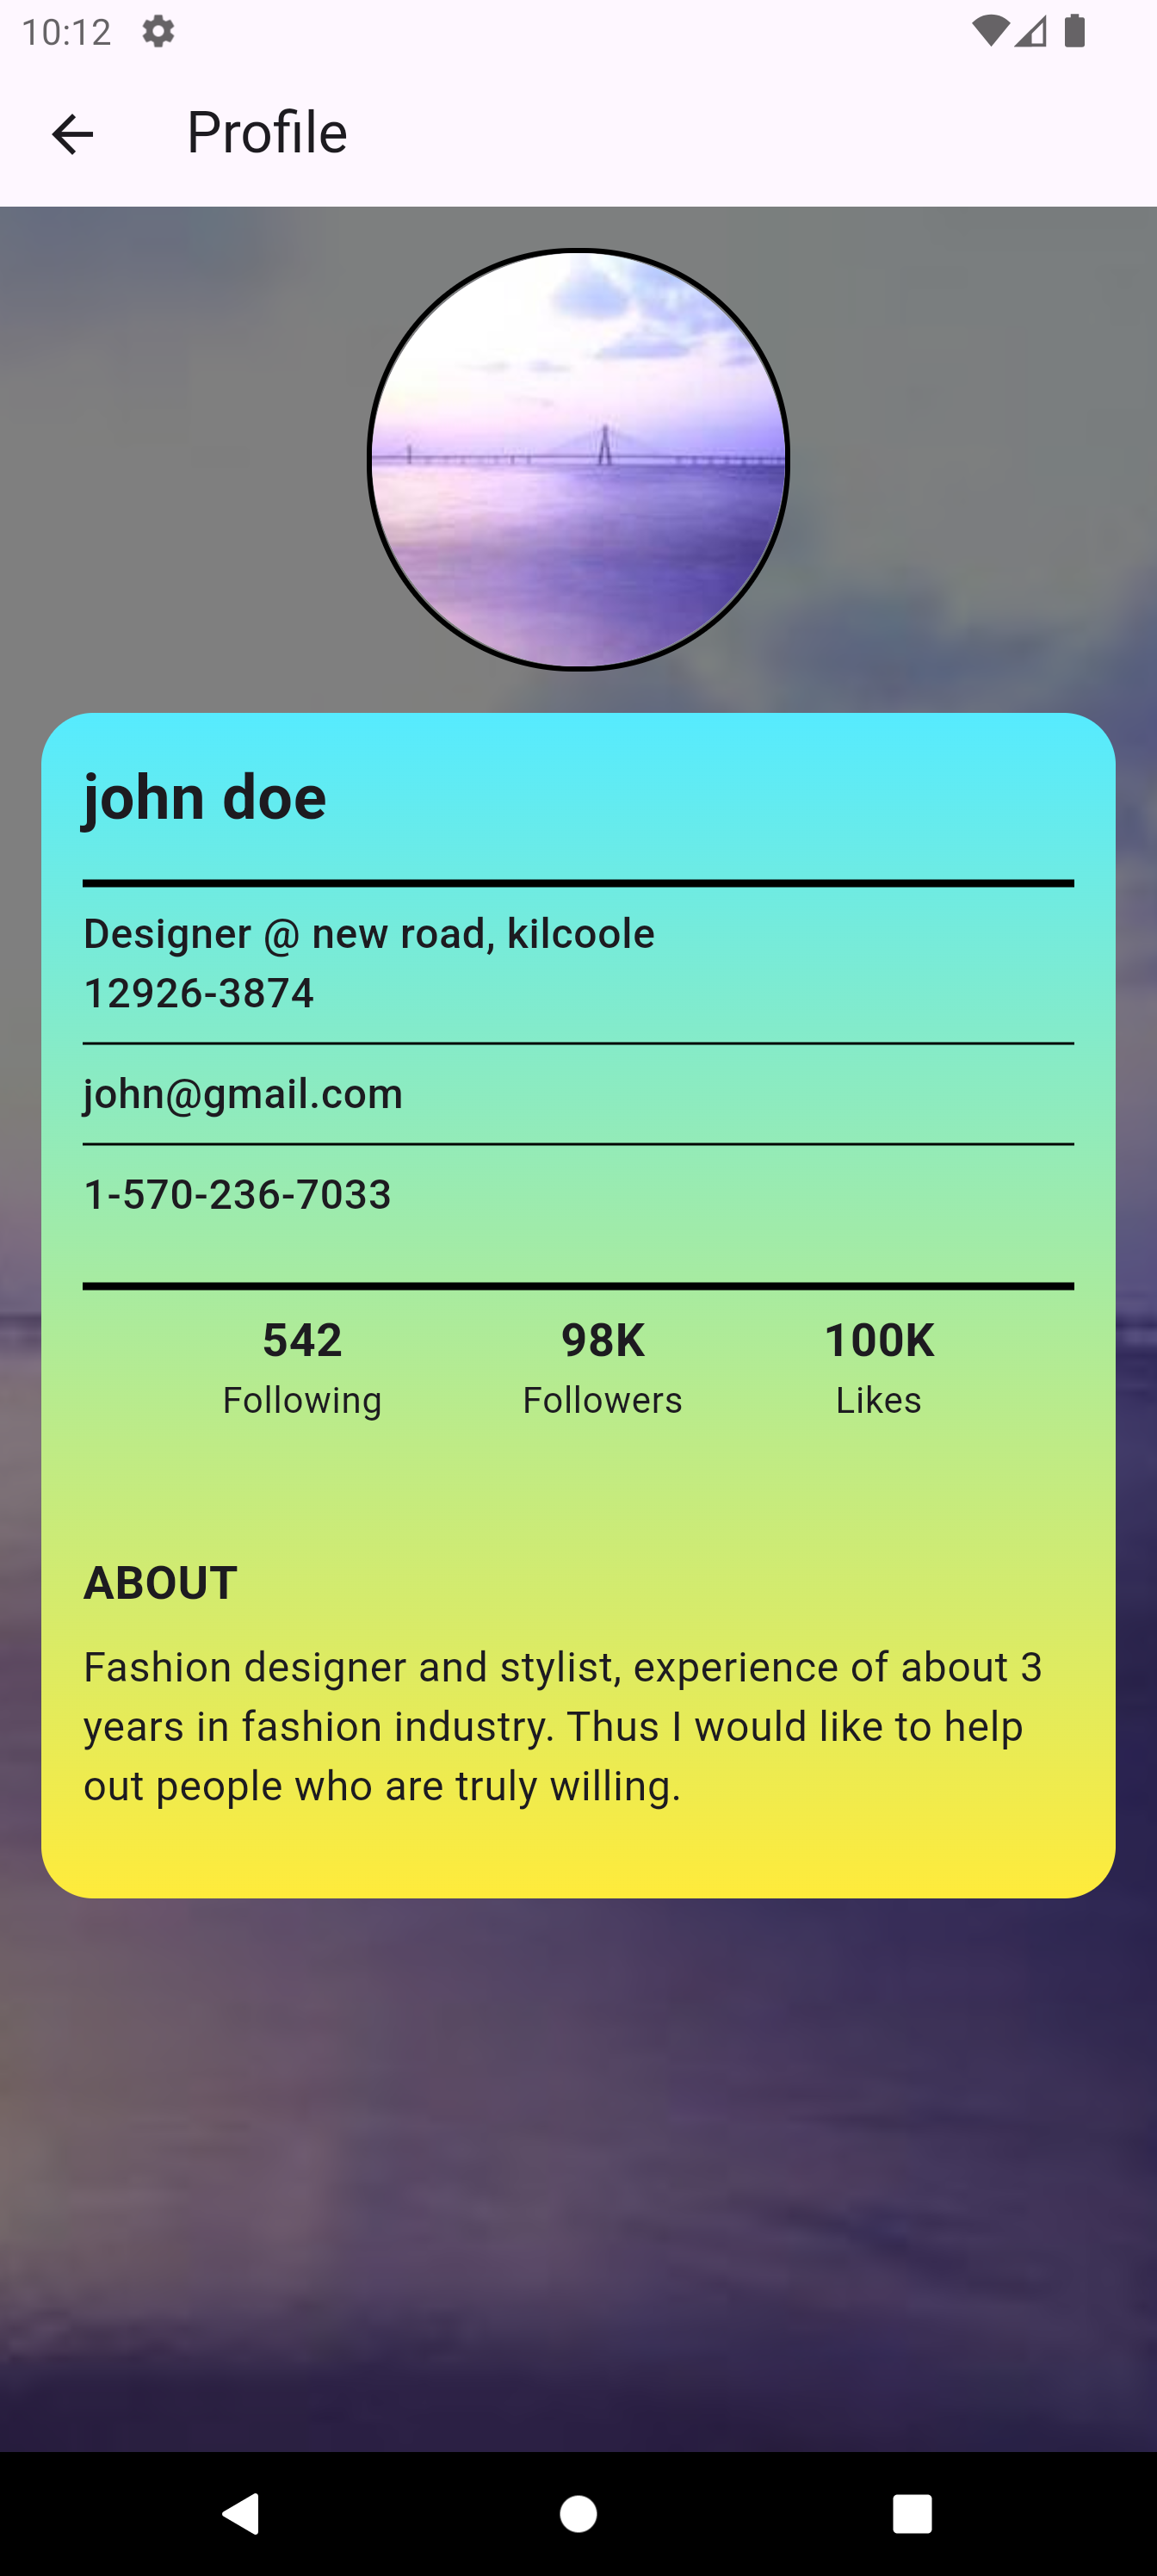 10:12
Profile
john doe
Designer @ new road, kilcoole
12926-3874
john@gmail.com
1-570-236-7033
542 98K 100K
Following Followers Likes
ABOUT
Fashion designer and stylist, experience of about 3
years in fashion industry. Thus I would like to help
out people who are truly willing.